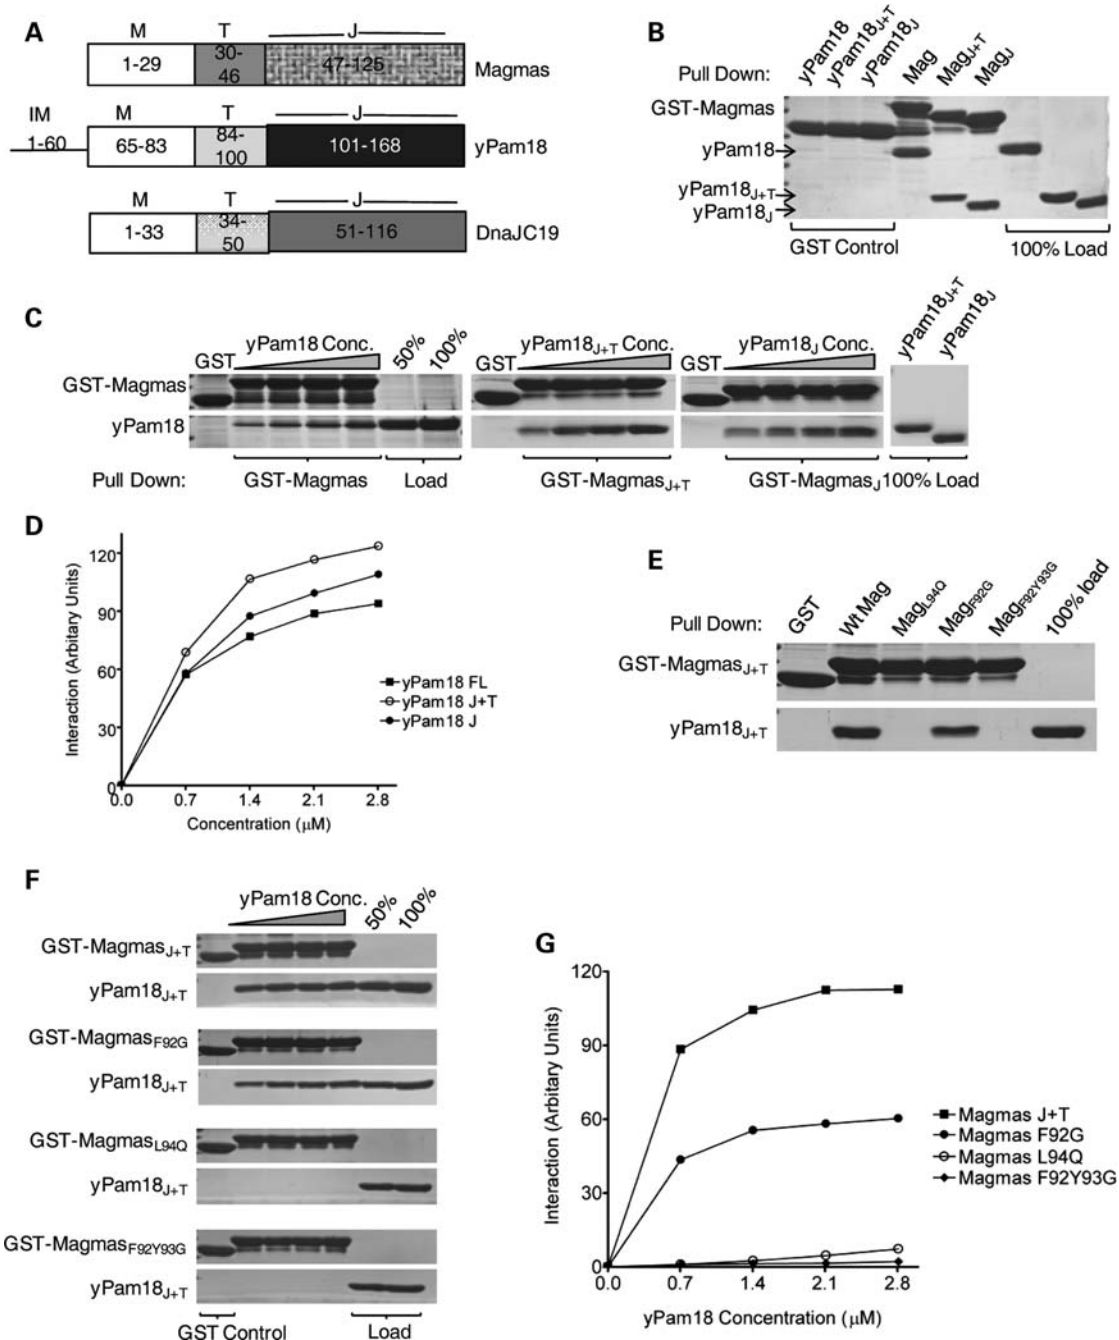 A
M T J
1-29 30-46 47-125 Magmas
IM M T J
1-60 65-83 84-100 101-168 yPam18
M T J
1-33 34-50 51-116 DnaJC19
B
Pull Down: yPam18 yPam18J+T yPam18J Mag MagJ+T MagJ
GST-Magmas
yPam18
yPam18J+T
yPam18J
GST Control 100% Load
C
GST yPam18 Conc. 50% 100% GST yPam18J+T Conc. GST yPam18J Conc. yPam18J+T yPam18J
GST-Magmas
yPam18
Pull Down: GST-Magmas Load GST-MagmasJ+T GST-MagmasJ 100% Load
D
Interaction (Arbitary Units)
120
90
60
30
0
0.0 0.7 1.4 2.1 2.8
Concentration (μM)
yPam18 FL
yPam18 J+T
yPam18 J
E
Pull Down: GST Wt Mag MagL94Q MagF92G MagF92Y93G 100% load
GST-MagmasJ+T
yPam18J+T
F
yPam18 Conc. 50% 100%
GST-MagmasJ+T
yPam18J+T
GST-MagmasF92G
yPam18J+T
GST-MagmasL94Q
yPam18J+T
GST-MagmasF92Y93G
yPam18J+T
GST Control Load
G
Interaction (Arbitary Units)
120
90
60
30
0
0.0 0.7 1.4 2.1 2.8
yPam18 Concentration (μM)
Magmas J+T
Magmas F92G
Magmas L94Q
Magmas F92Y93G